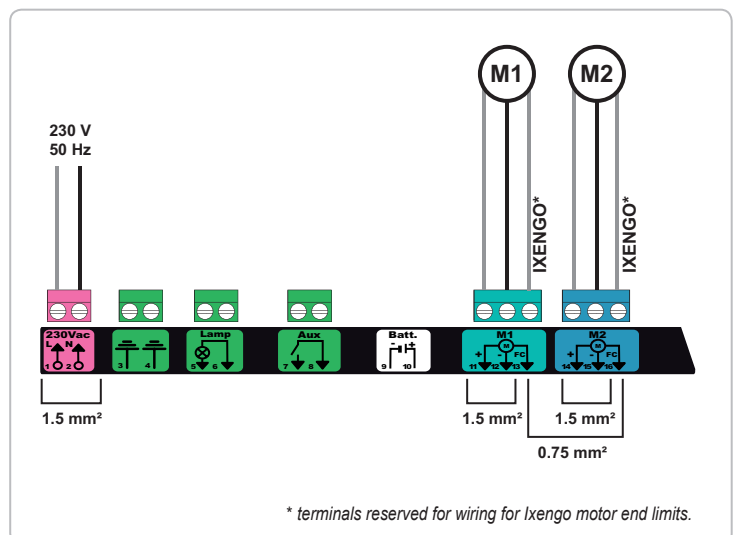 M1 M2
230 V
50 Hz
IXENGO* IXENGO*
230Vac Lamp Aux Batt. M1 M2
L N - + M M
+ - FC + - FC
1 2 3 4 5 6 7 8 9 10 11 12 13 14 15 16
1.5 mm² 1.5 mm² 1.5 mm²
0.75 mm²
* terminals reserved for wiring for Ixengo motor end limits.